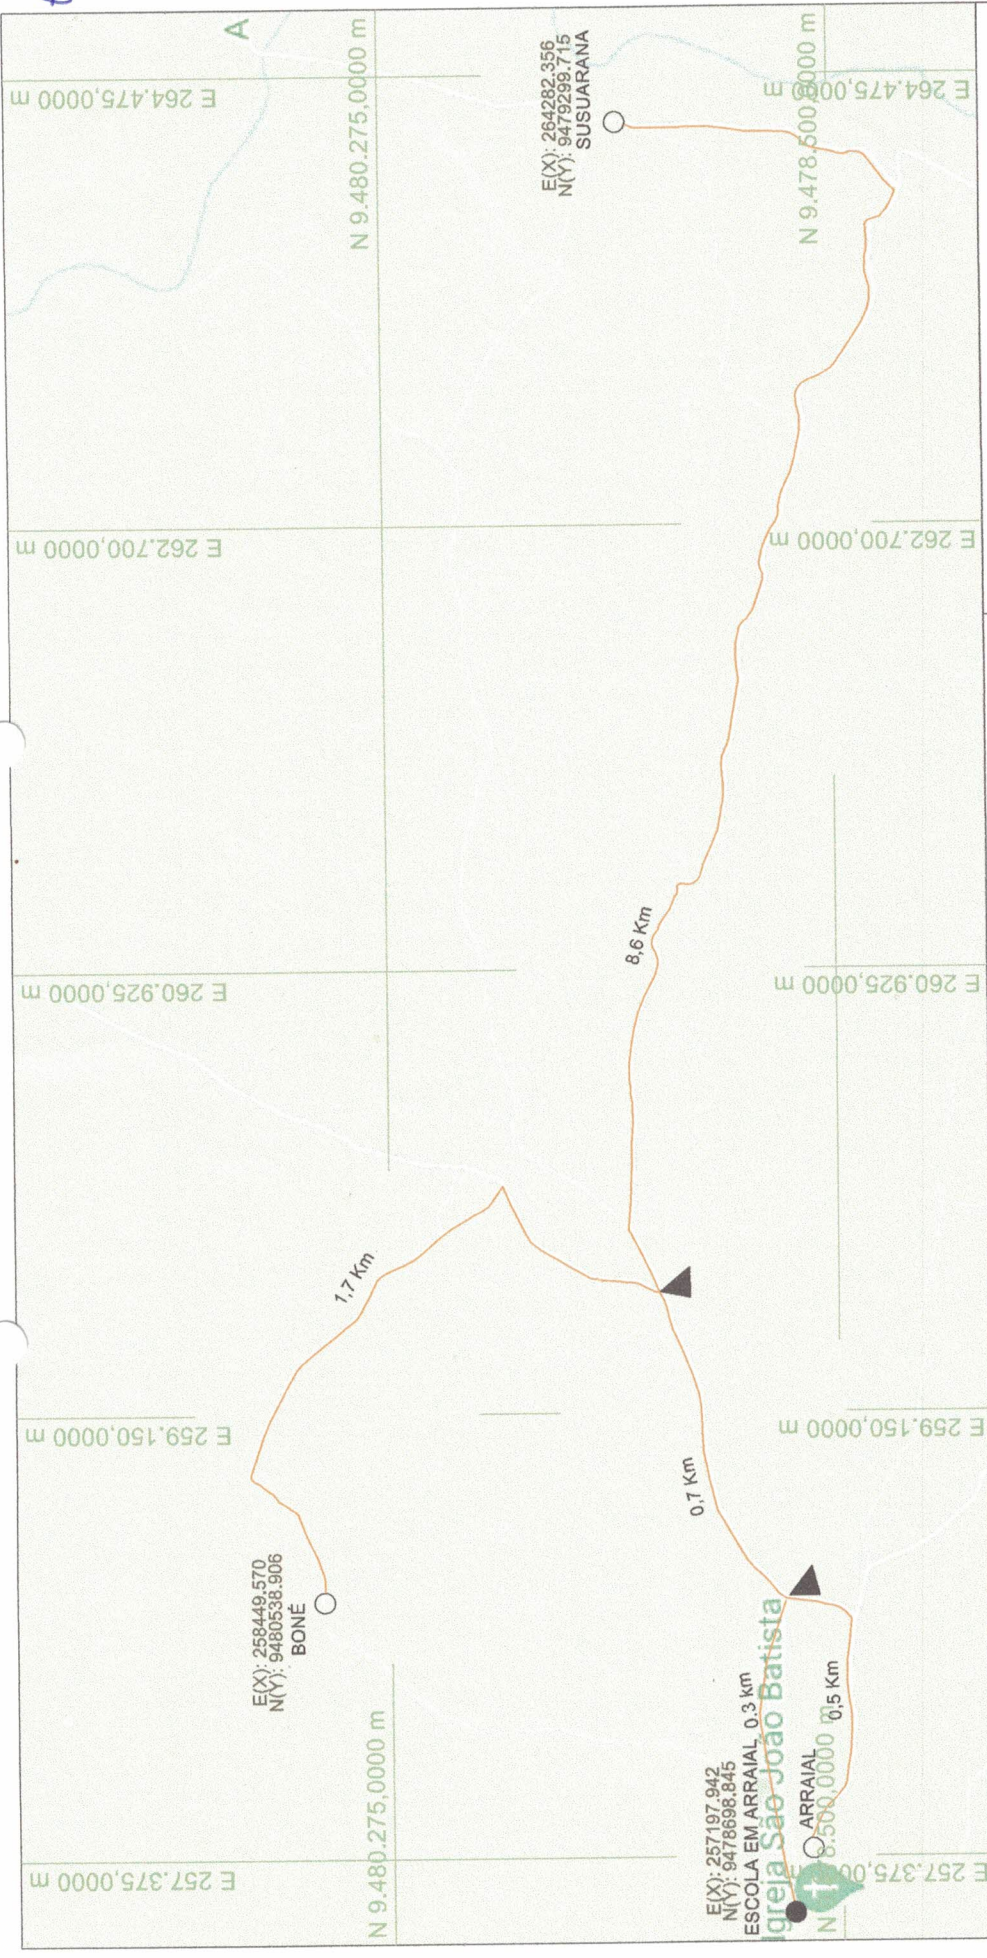 A
E 264.475,0000 m
N 9.480.275,0000 m
E(X): 264282.356
N(Y): 9479299.715
SUSUARANA
E 264.475,0000 m
N 9.478.500,0000 m
E 262.700,0000 m
E 262.700,0000 m
8,6 Km
E 260.925,0000 m
E 260.925,0000 m
1,7 Km
E 259.150,0000 m
E 259.150,0000 m
0,7 Km
E(X): 258449.570
N(Y): 9480538.906
BONÉ
N 9.480.275,0000 m
E 257.375,0000 m
E(X): 257197.942
N(Y): 9478698.845
ESCOLA EM ARRAIAL
0.3 km
Igreja São João Batista
0,5 Km
ARRAIAL
N 8.500,0000 m
257.375,0000 m